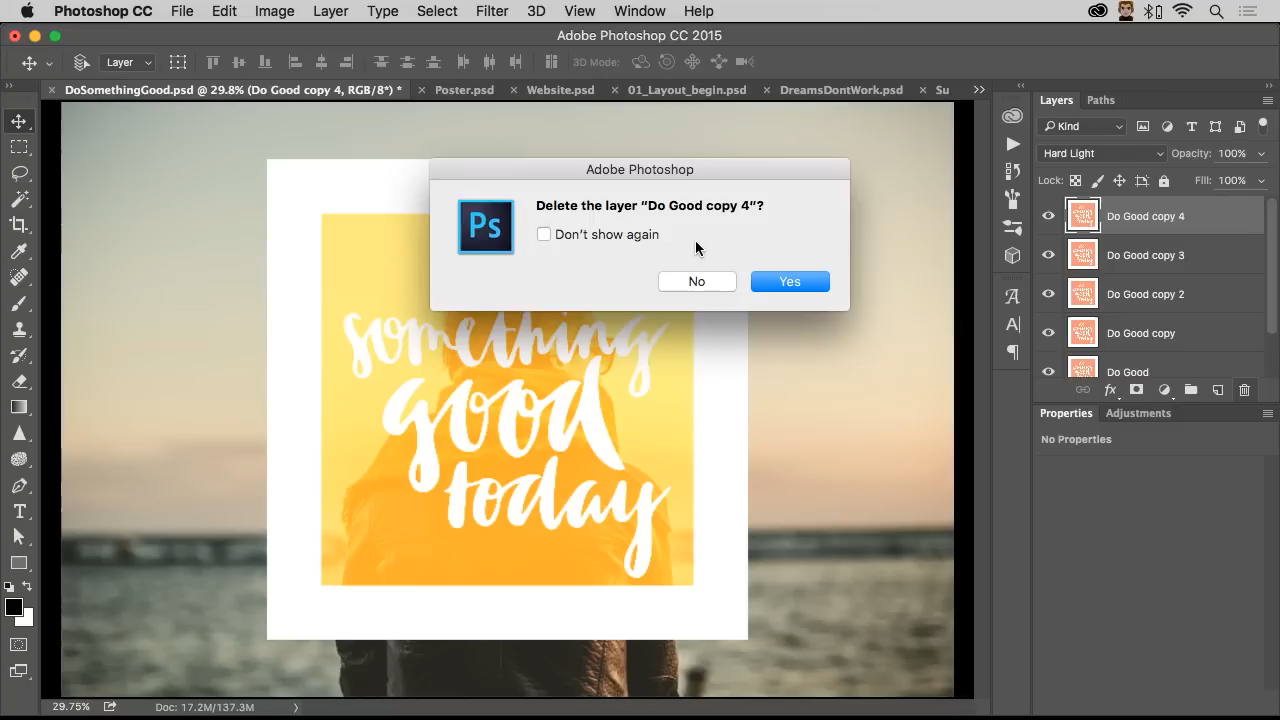 Photoshop CC File Edit Image Layer Type Select Filter 3D View Window Help
Adobe Photoshop CC 2015
Layer 3D Mode:
DoSomethingGood.psd @ 29.8% (Do Good copy 4, RGB/8*) * Poster.psd Website.psd 01_Layout_begin.psd DreamsDontWork.psd Su
Adobe Photoshop
Ps
Delete the layer “Do Good copy 4”?
Don’t show again
No Yes
something
good
today
Layers Paths
Kind
Hard Light Opacity: 100%
Lock: Fill: 100%
Do Good copy 4
Do Good copy 3
Do Good copy 2
Do Good copy
Do Good
fx
Properties Adjustments
No Properties
29.75% Doc: 17.2M/137.3M